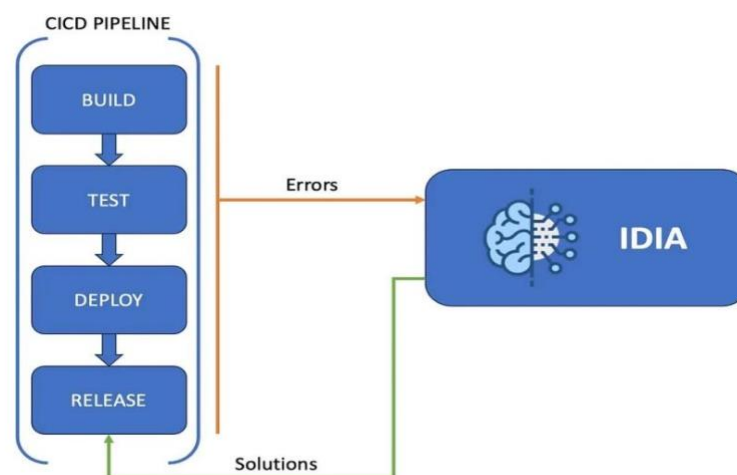 CICD PIPELINE
BUILD
TEST
DEPLOY
RELEASE
Errors
IDIA
Solutions